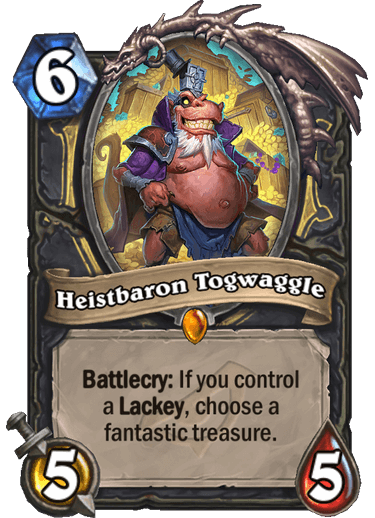 6
Heistbaron Togwaggle
Battlecry: If you control
a Lackey, choose a
fantastic treasure.
5
5